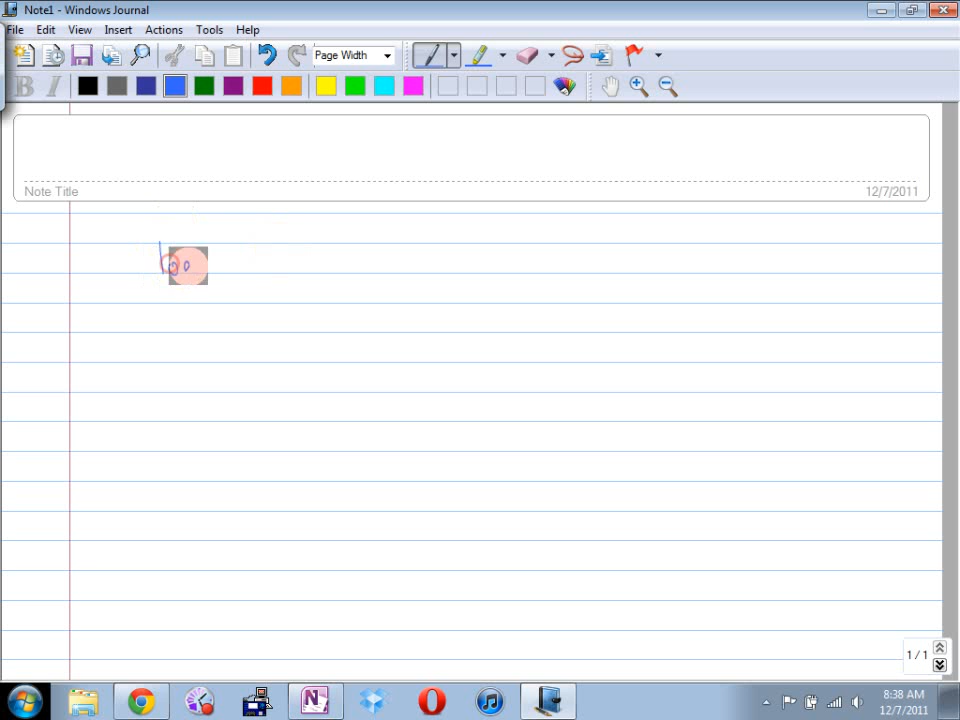 Note1 - Windows Journal
File Edit View Insert Actions Tools Help
Page Width
B I
Note Title 12/7/2011
1 / 1
8:38 AM
12/7/2011